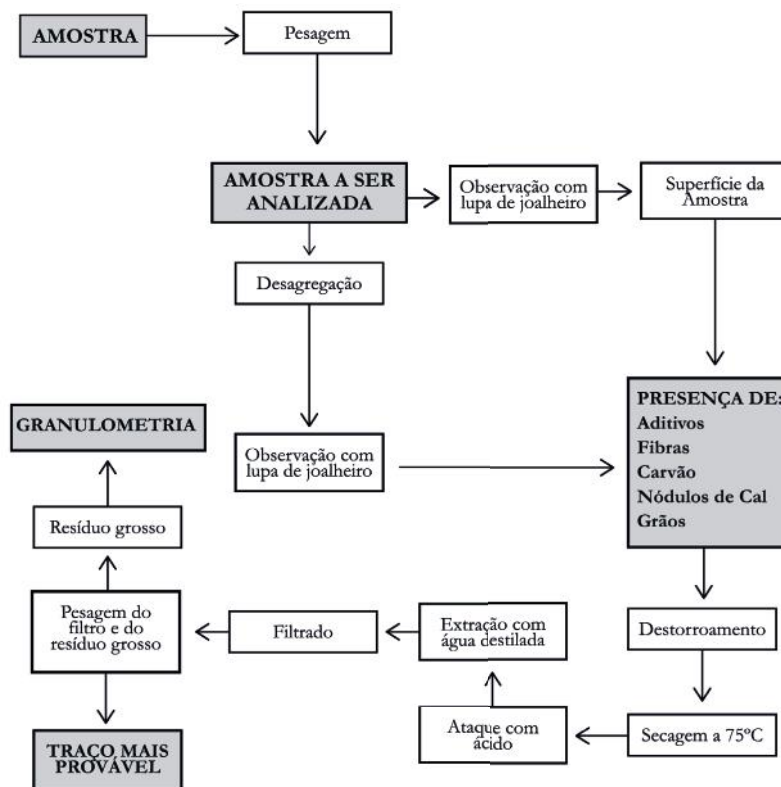 AMOSTRA
Pesagem
AMOSTRA A SER
ANALIZADA
Observação com
lupa de joalheiro
Superfície da
Amostra
Desagregação
Observação com
lupa de joalheiro
PRESENÇA DE:
Aditivos
Fibras
Carvão
Nódulos de Cal
Grãos
Destorroamento
Secagem a 75ºC
Ataque com
ácido
Extração com
água destilada
Filtrado
Pesagem do
filtro e do
resíduo grosso
Resíduo grosso
GRANULOMETRIA
TRAÇO MAIS
PROVÁVEL